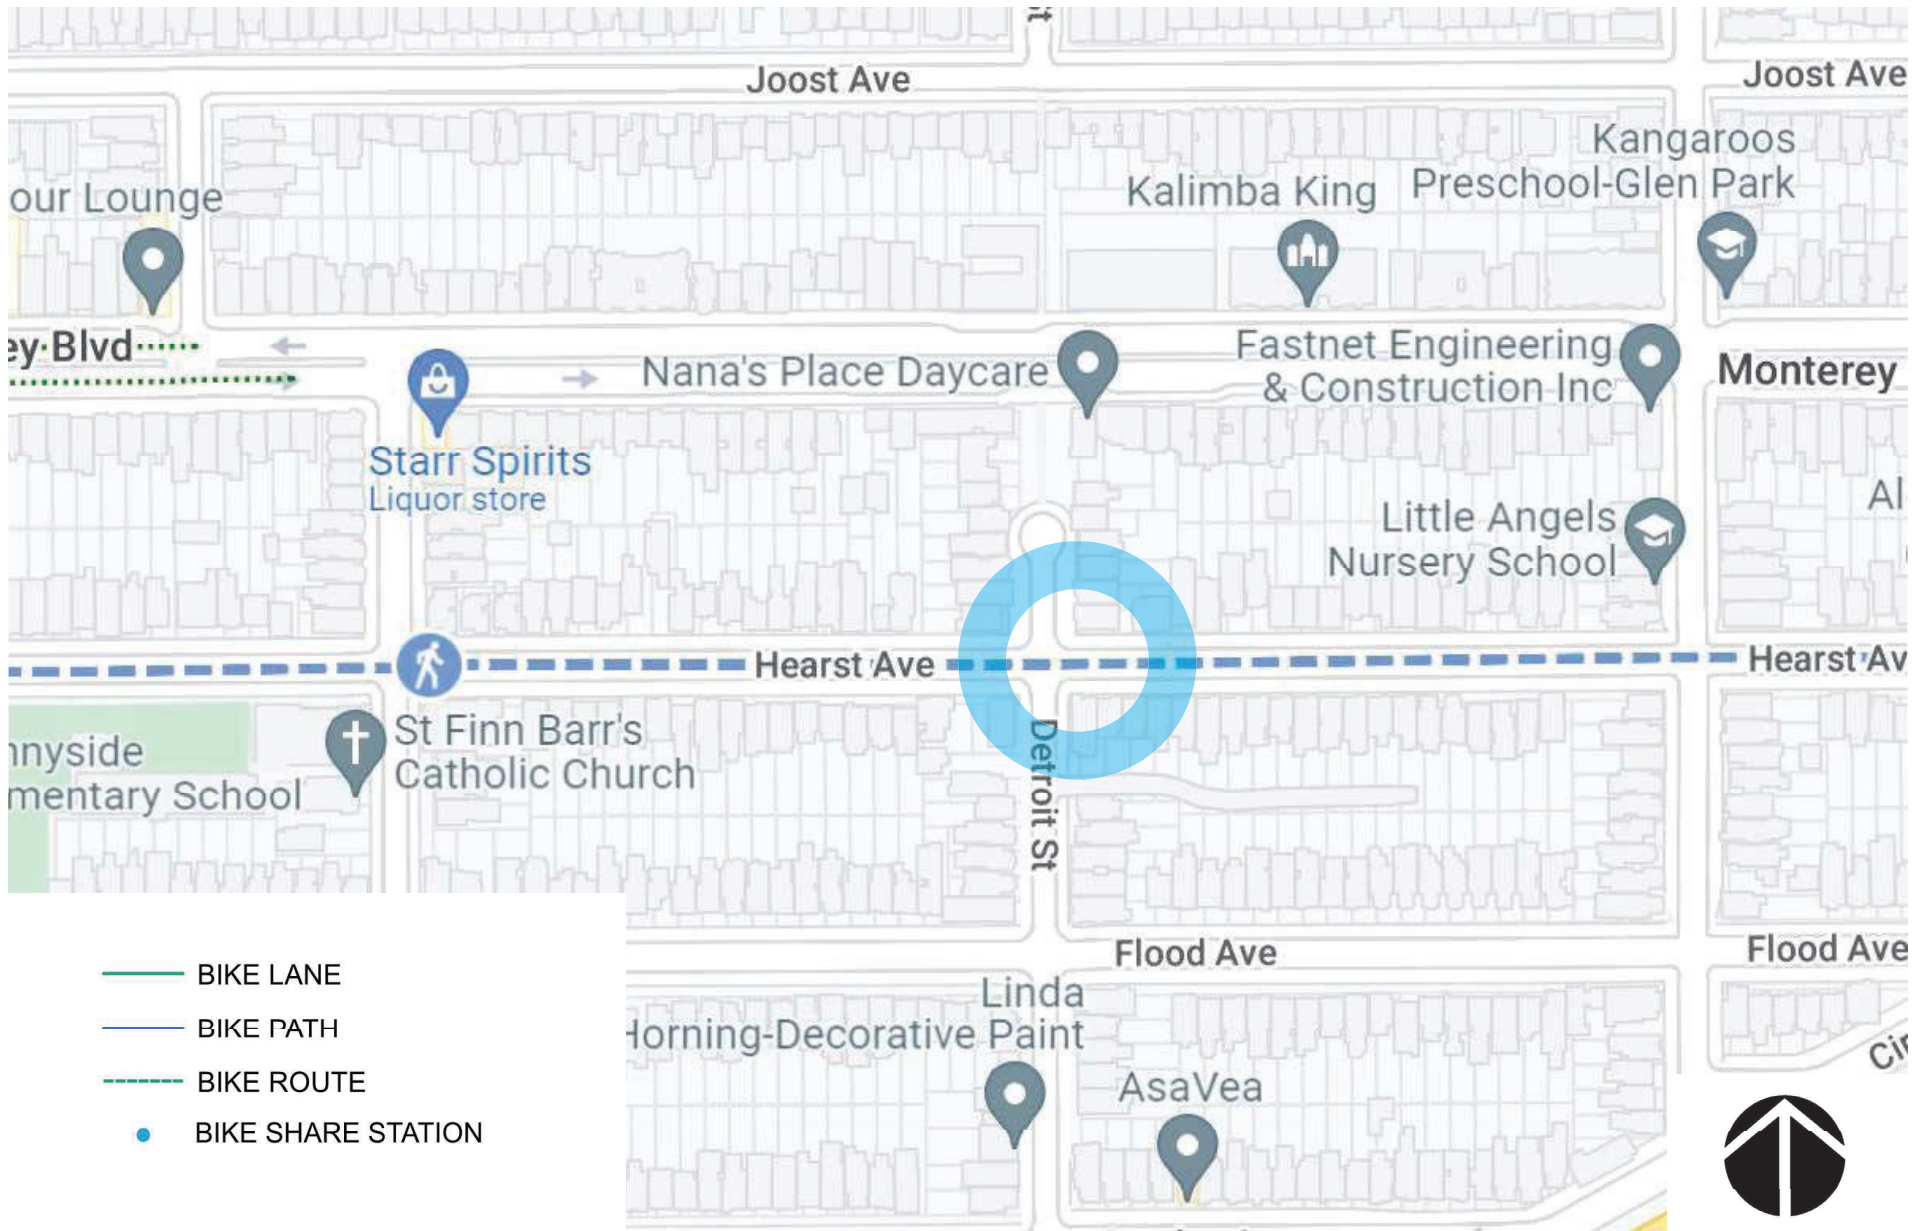 St
Joost Ave
Joost Ave
Kangaroos
Preschool-Glen Park
our Lounge
Kalimba King
ey Blvd
Nana's Place Daycare
Fastnet Engineering
& Construction Inc
Monterey
Starr Spirits
Liquor store
Al
Little Angels
Nursery School
Hearst Ave
Hearst Av
St Finn Barr's
Catholic Church
nnyside
mentary School
Detroit St
Flood Ave
Flood Ave
Linda
Horning-Decorative Paint
Cir
AsaVea
BIKE LANE
BIKE PATH
BIKE ROUTE
BIKE SHARE STATION